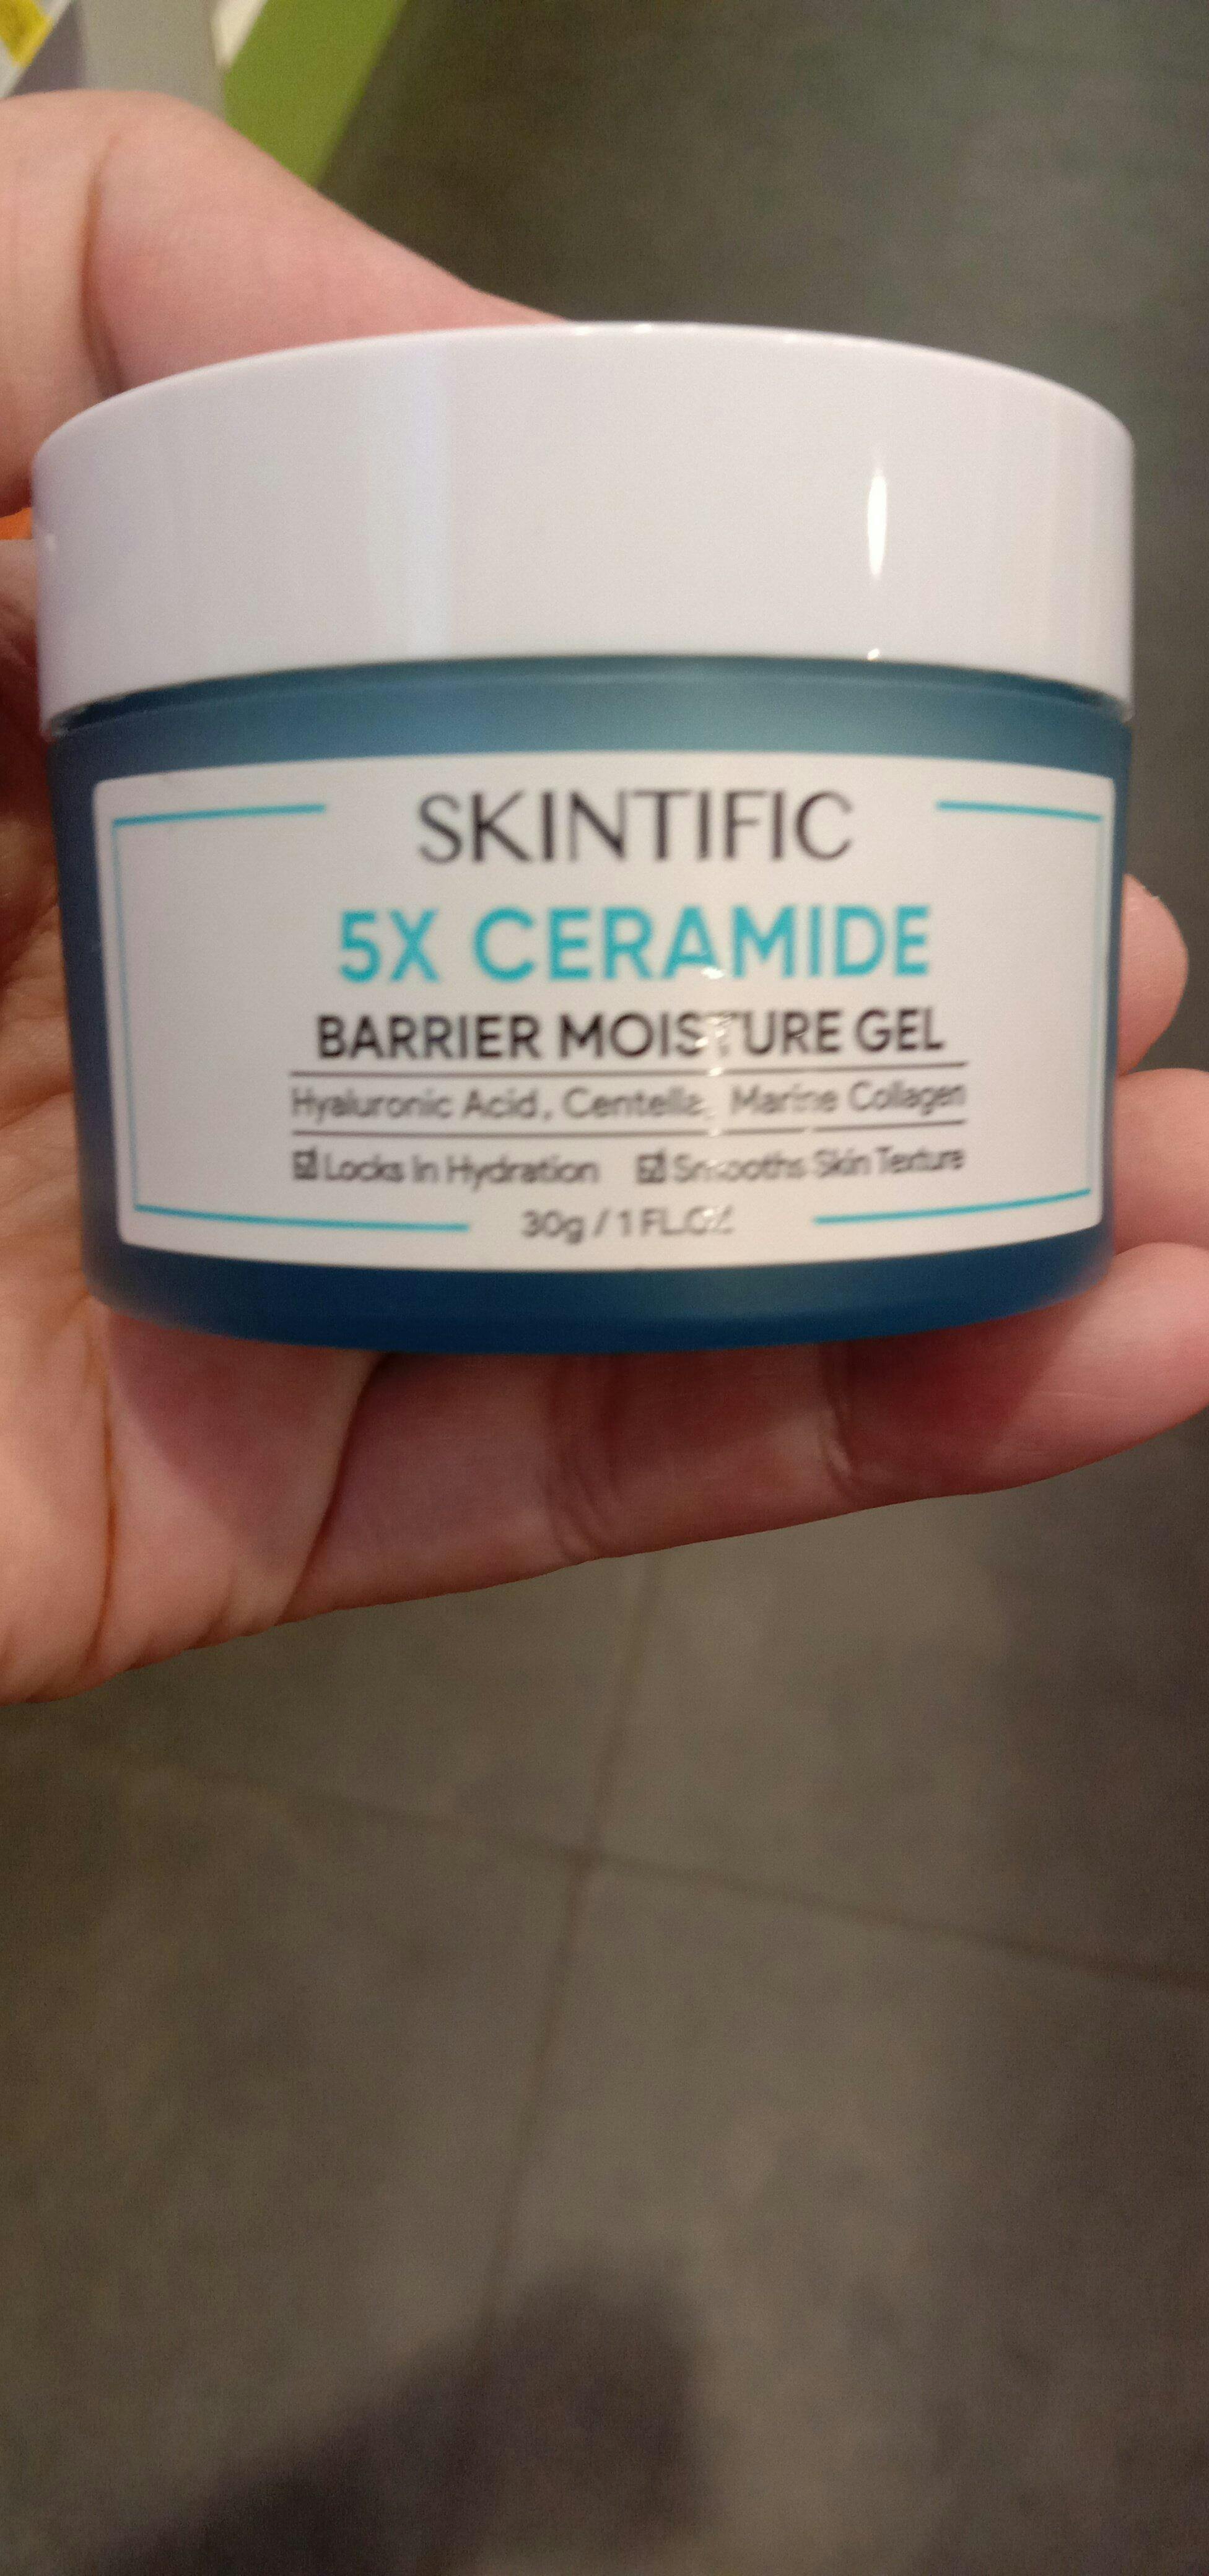 SKINTIFIC
5X CERAMIDE
BARRIER MOISTURE GEL
Hyaluronic Acid, Centella, Marine Collagen
☑ Locks In Hydration ☑ Smooths Skin Texture
30g / 1 FL.OZ